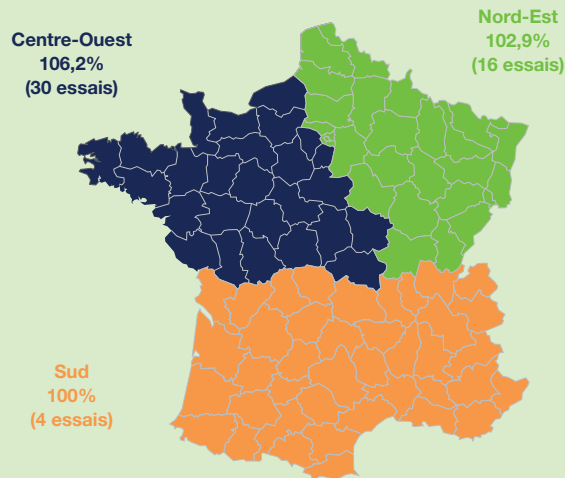 Centre-Ouest
106,2%
(30 essais)
Nord-Est
102,9%
(16 essais)
Sud
100%
(4 essais)